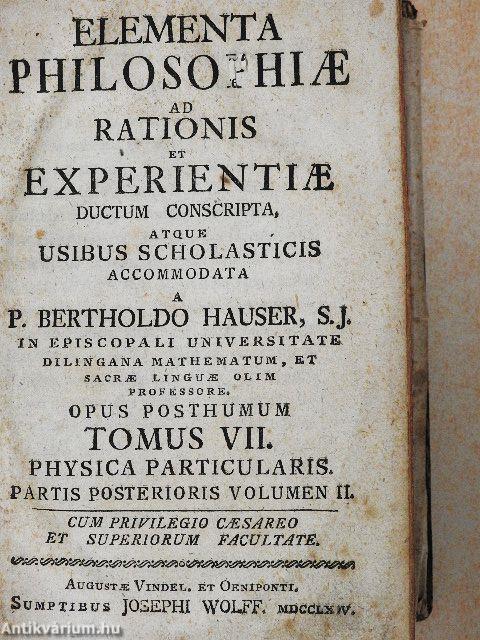 ELEMENTA
PHILOSOPHIÆ
AD
RATIONIS
ET
EXPERIENTIÆ
DUCTUM CONSCRIPTA,
ATQUE
USIBUS SCHOLASTICIS
ACCOMMODATA
A
P. BERTHOLDO HAUSER, S.J.
IN EPISCOPALI UNIVERSITATE
DILINGANA MATHEMATUM, ET
SACRÆ LINGUÆ OLIM
PROFESSORE.
OPUS POSTHUMUM
TOMUS VII.
PHYSICA PARTICULARIS.
PARTIS POSTERIORIS VOLUMEN II.
CUM PRIVILEGIO CÆSAREO
ET SUPERIORUM FACULTATE.
AUGUSTÆ VINDEL. ET OENIPONTI.
SUMPTIBUS JOSEPHI WOLFF. MDCCLXIV.
Antikvárium.hu